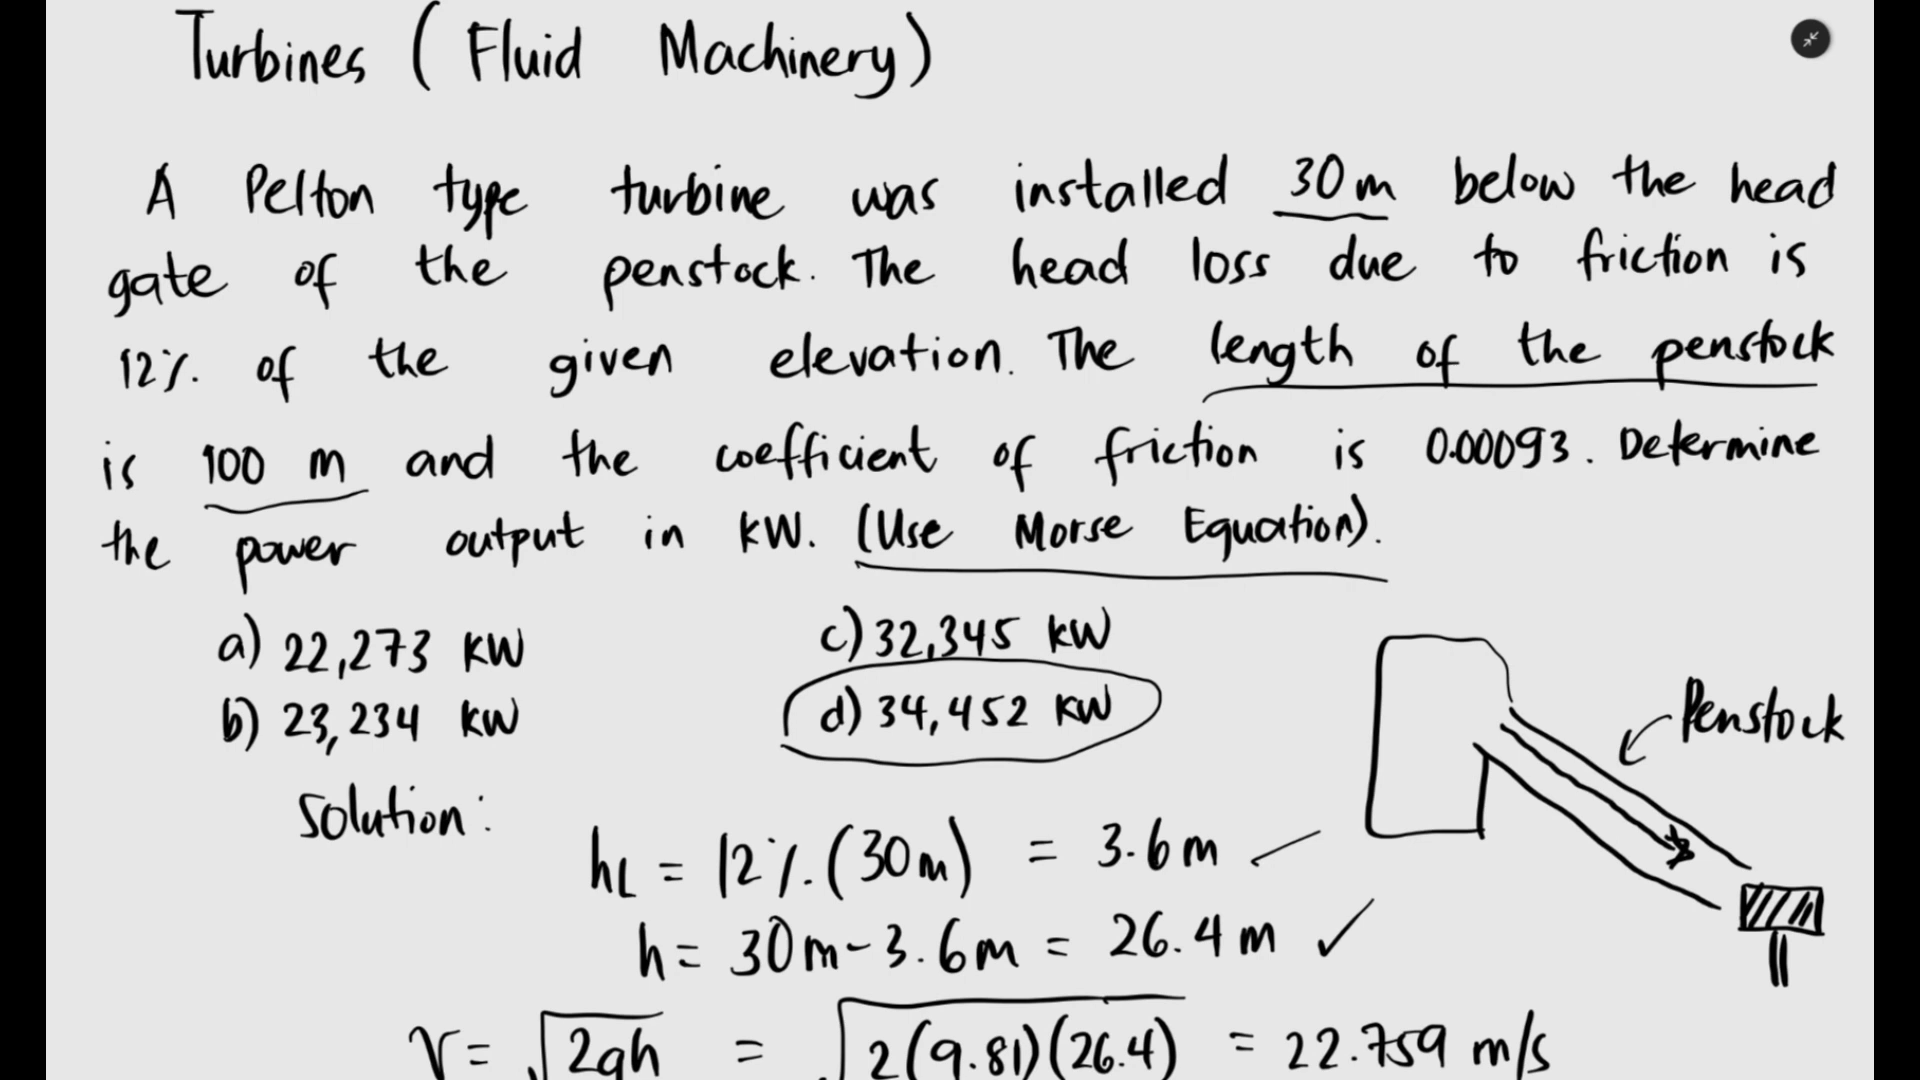 Turbines (Fluid Machinery)
A Pelton type turbine was installed 30 m below the head
gate of the penstock. The head loss due to friction is
12%. of the given elevation. The length of the penstock
is 100 m and the coefficient of friction is 0.00093. Determine
the power output in kW. (Use Morse Equation).
a) 22,273 kW
b) 23,234 kW
c) 32,345 kW
d) 34,452 kW
Penstock
Solution:
hL = 12%.(30m) = 3.6m
h = 30m - 3.6m = 26.4 m ✓
V = √2gh = √2(9.81)(26.4) = 22.759 m/s